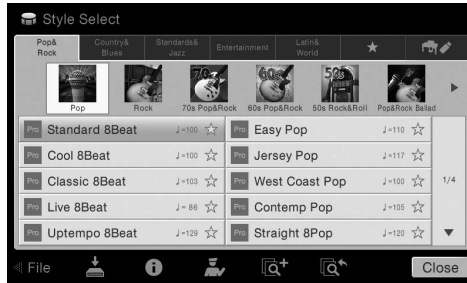 Style Select
Pop& Rock
Country& Blues
Standards& Jazz
Entertainment
Latin& World
Pop
Rock
70s Pop&Rock
60s Pop&Rock
50s Rock&Roll
Pop&Rock Ballad
Pro Standard 8Beat ♩=100
Pro Easy Pop ♩=110
Pro Cool 8Beat ♩=100
Pro Jersey Pop ♩=117
Pro Classic 8Beat ♩=103
Pro West Coast Pop ♩=100
1/4
Pro Live 8Beat ♩= 86
Pro Contemp Pop ♩=105
Pro Uptempo 8Beat ♩=129
Pro Straight 8Pop ♩=120
File
Close